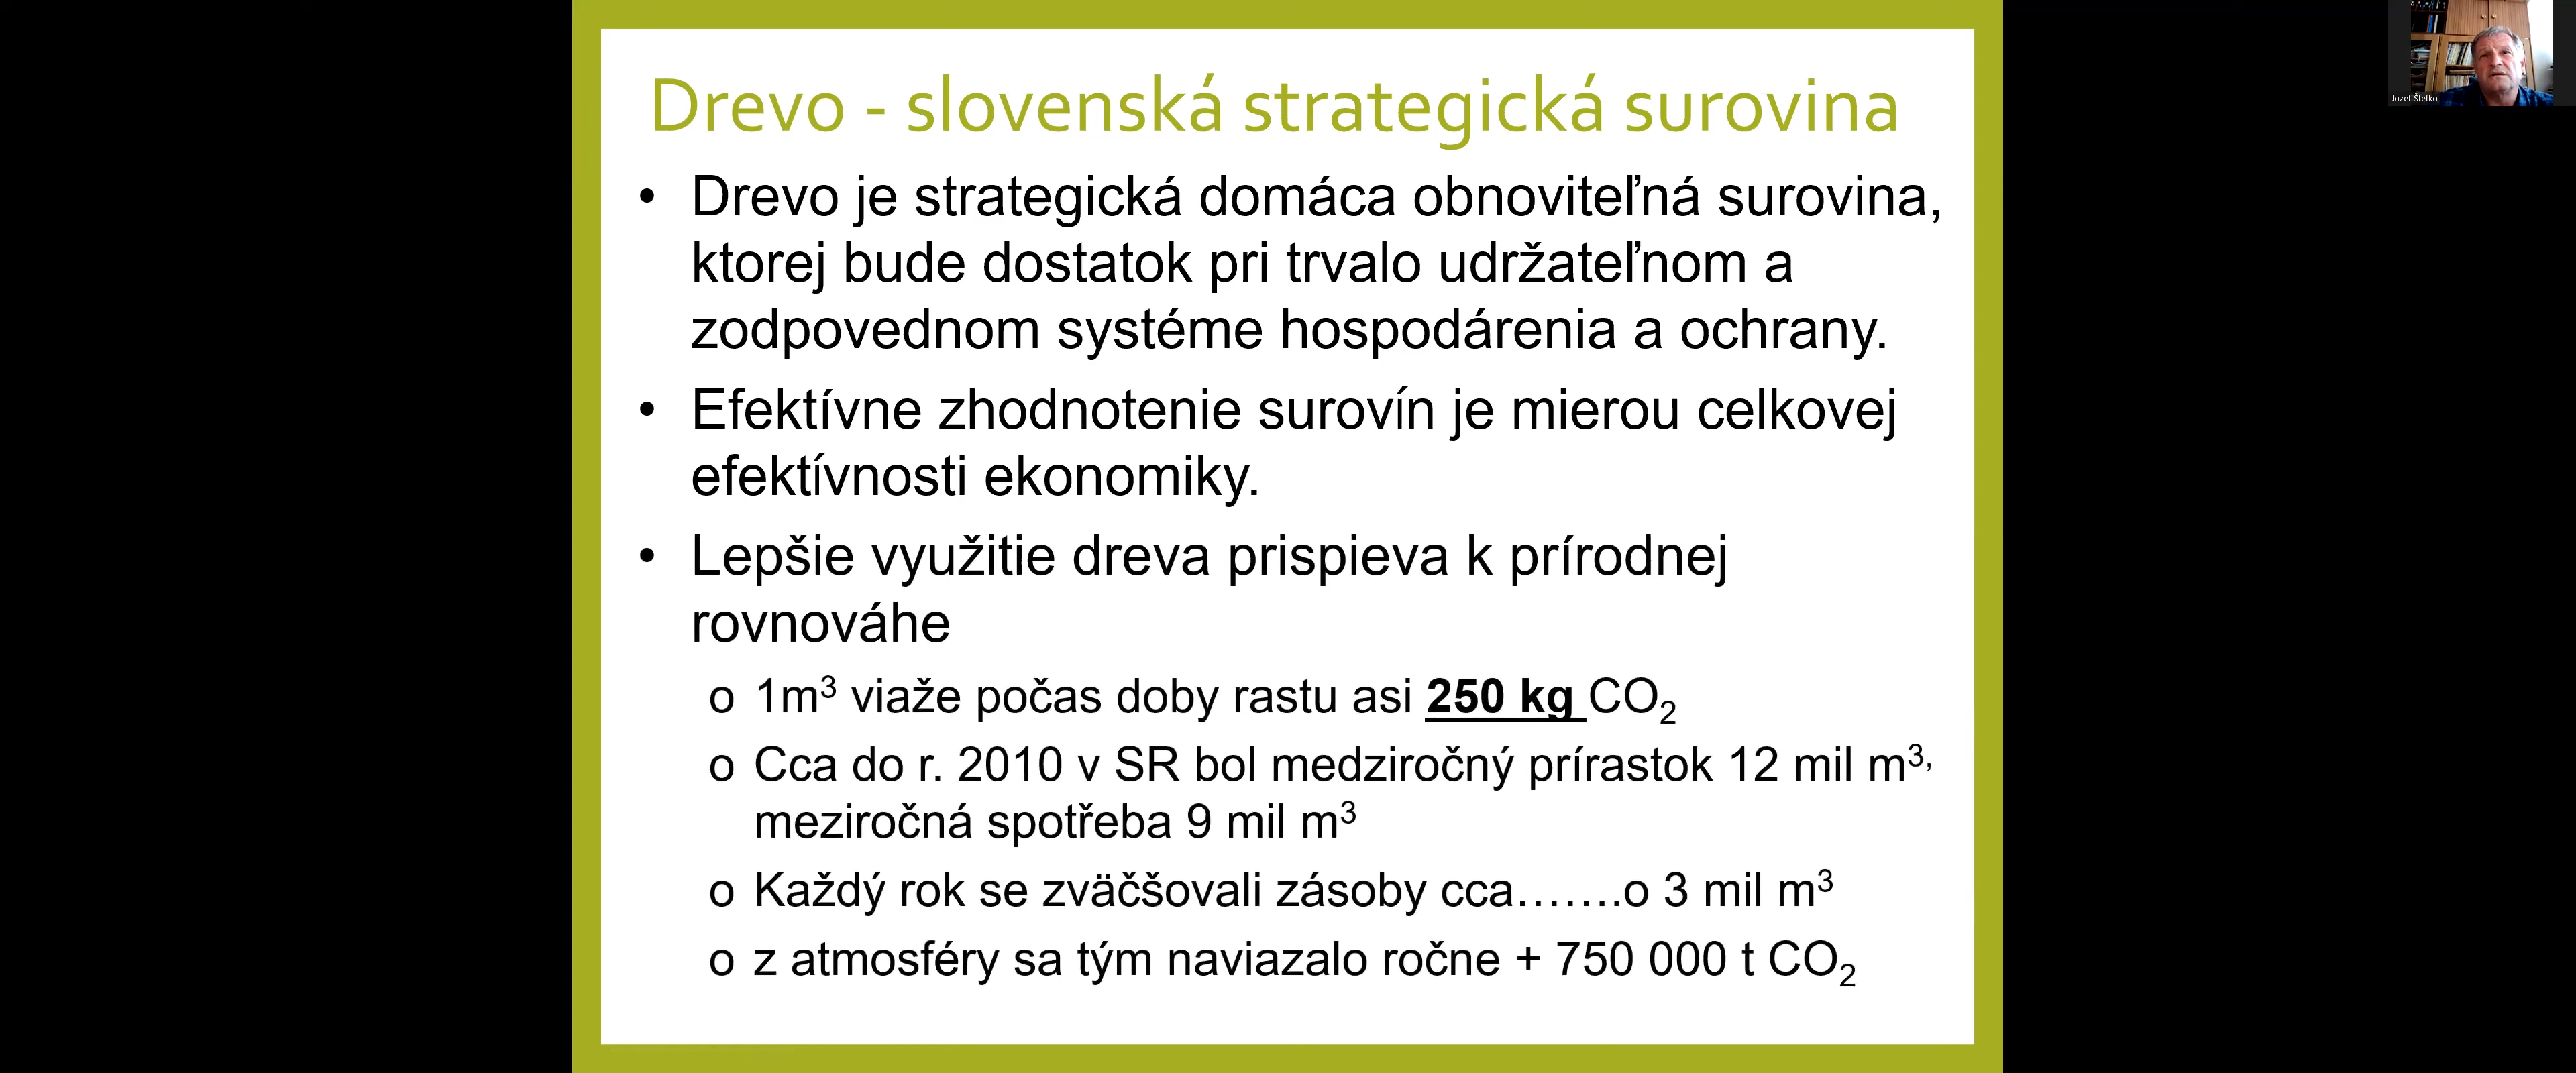 Drevo - slovenská strategická surovina
• Drevo je strategická domáca obnoviteľná surovina,
ktorej bude dostatok pri trvalo udržateľnom a
zodpovednom systéme hospodárenia a ochrany.
• Efektívne zhodnotenie surovín je mierou celkovej
efektívnosti ekonomiky.
• Lepšie využitie dreva prispieva k prírodnej
rovnováhe
o 1m³ viaže počas doby rastu asi 250 kg CO₂
o Cca do r. 2010 v SR bol medziročný prírastok 12 mil m³,
meziročná spotřeba 9 mil m³
o Každý rok se zväčšovali zásoby cca…….o 3 mil m³
o z atmosféry sa tým naviazalo ročne + 750 000 t CO₂
Jozef Štefko